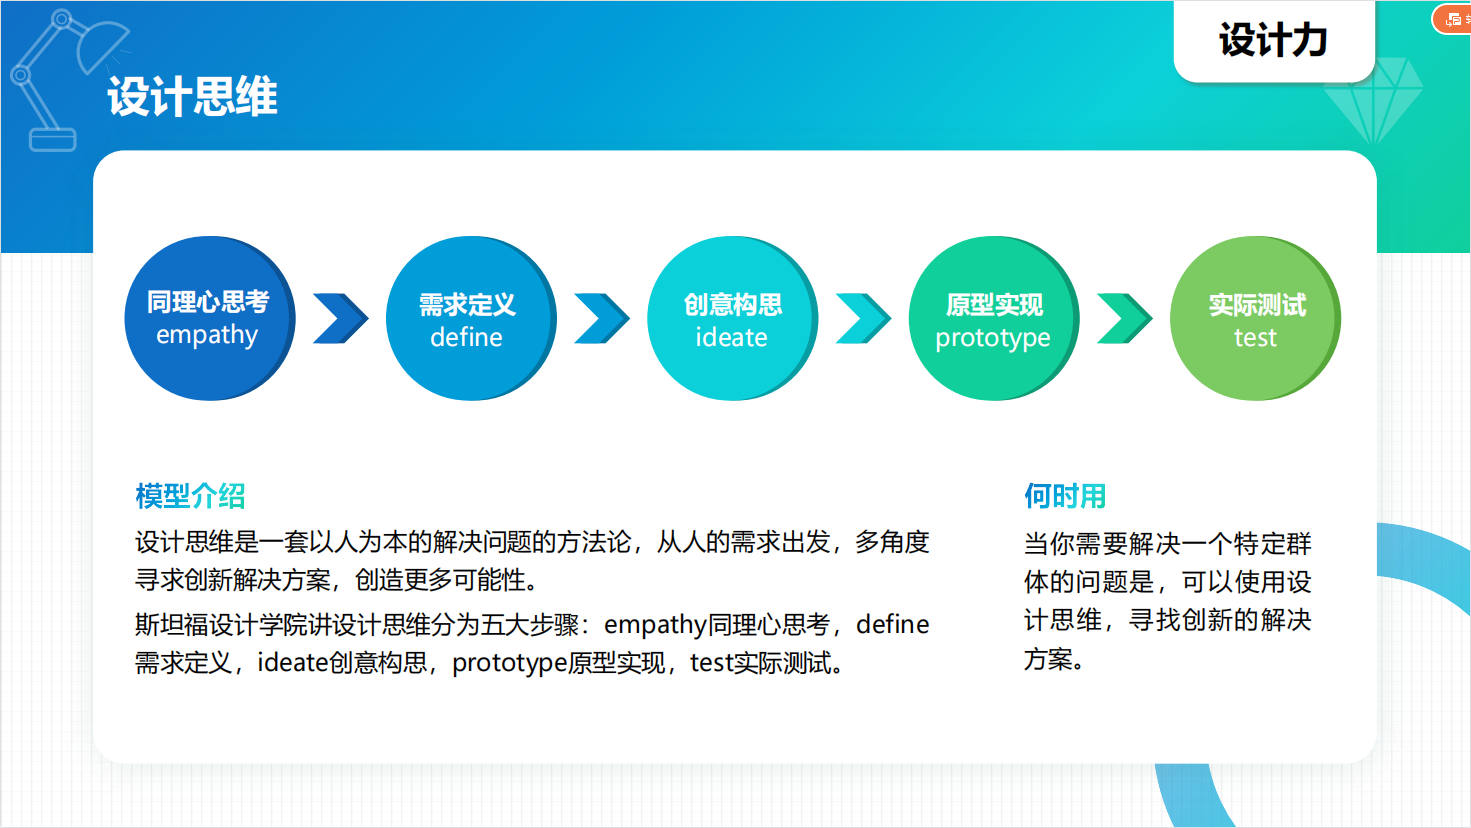 设计力
设计思维
同理心思考
empathy
需求定义
define
创意构思
ideate
原型实现
prototype
实际测试
test
模型介绍
设计思维是一套以人为本的解决问题的方法论，从人的需求出发，多角度
寻求创新解决方案，创造更多可能性。
斯坦福设计学院讲设计思维分为五大步骤：empathy同理心思考，define
需求定义，ideate创意构思，prototype原型实现，test实际测试。
何时用
当你需要解决一个特定群
体的问题是，可以使用设
计思维，寻找创新的解决
方案。